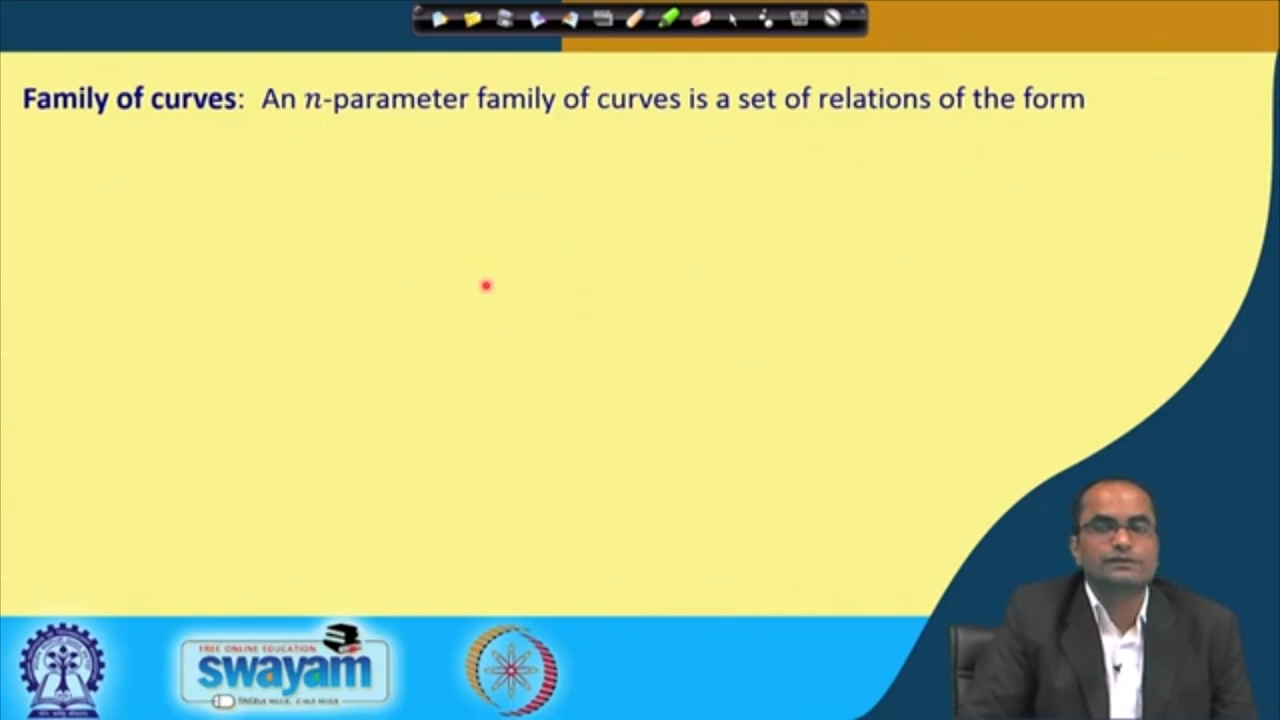 Family of curves: An n-parameter family of curves is a set of relations of the form
FREE ONLINE EDUCATION
swayam